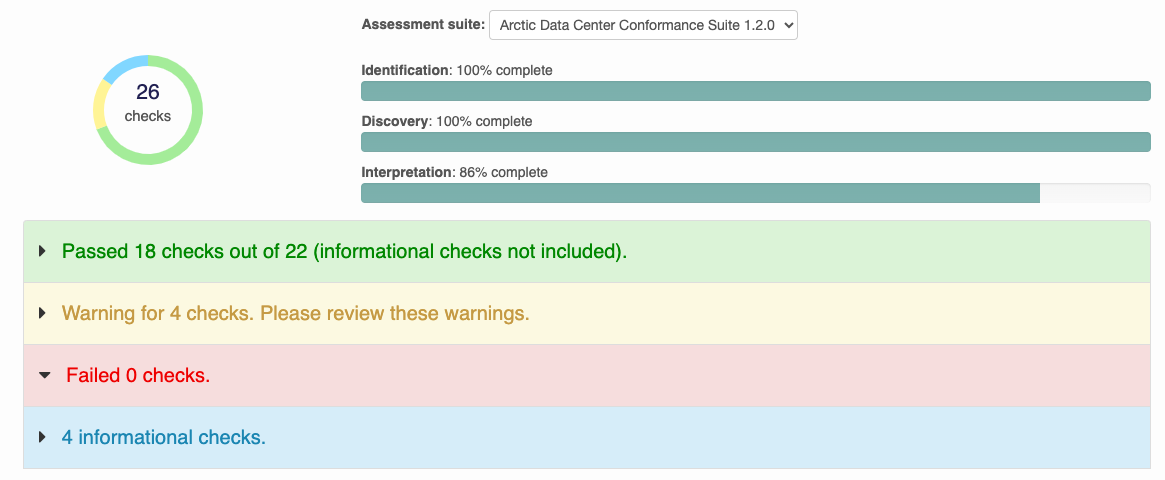 Assessment suite: Arctic Data Center Conformance Suite 1.2.0
26
checks
Identification: 100% complete
Discovery: 100% complete
Interpretation: 86% complete
Passed 18 checks out of 22 (informational checks not included).
Warning for 4 checks. Please review these warnings.
Failed 0 checks.
4 informational checks.